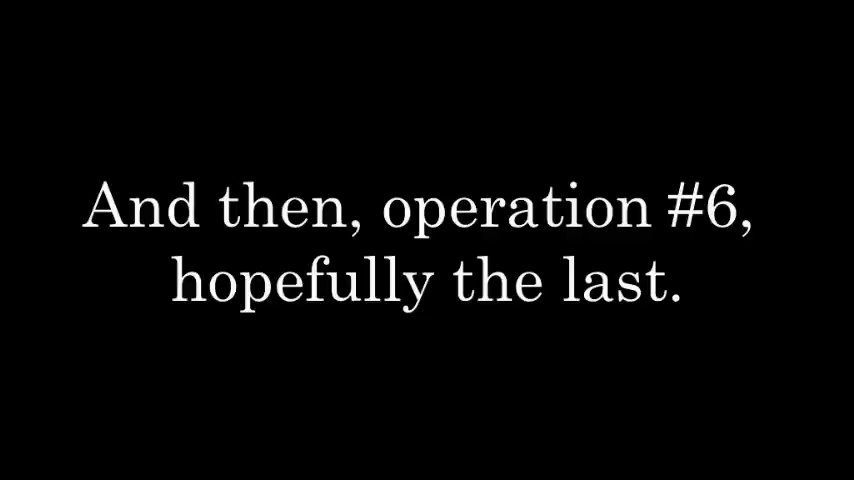 And then, operation #6,
hopefully the last.